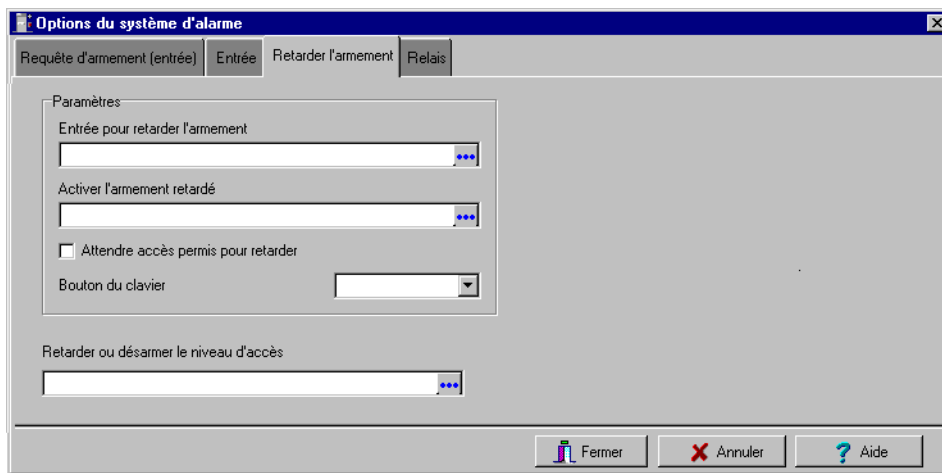 Options du système d'alarme
Requête d'armement (entrée) Entrée Retarder l'armement Relais
Paramètres
Entrée pour retarder l'armement
Activer l'armement retardé
Attendre accès permis pour retarder
Bouton du clavier
Retarder ou désarmer le niveau d'accès
Fermer Annuler Aide